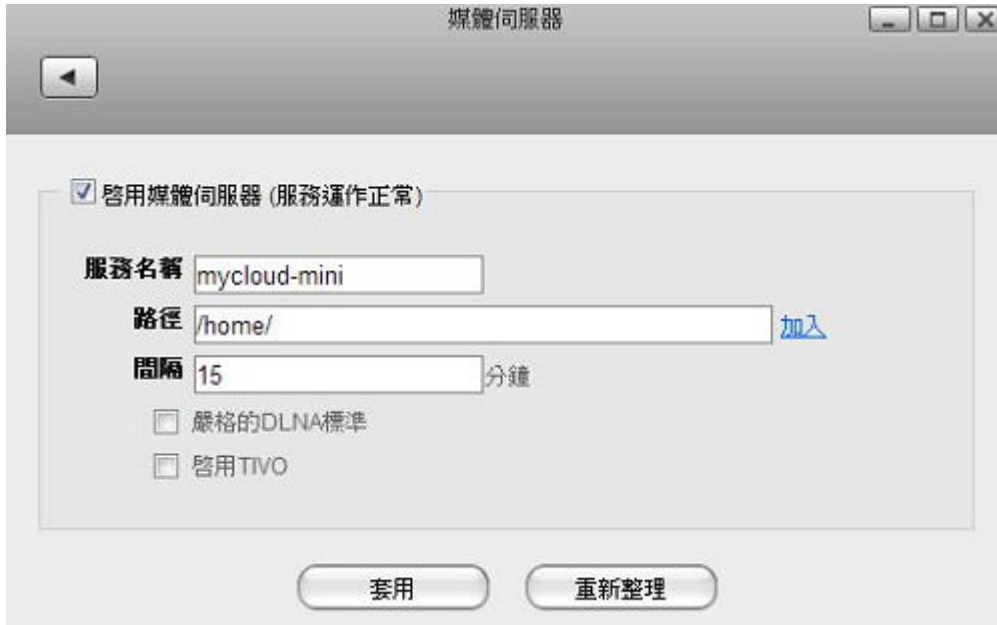 媒體伺服器
啓用媒體伺服器 (服務運作正常)
服務名稱 mycloud-mini
路徑 /home/ 加入
間隔 15 分鐘
嚴格的DLNA標準
啓用TIVO
套用 重新整理